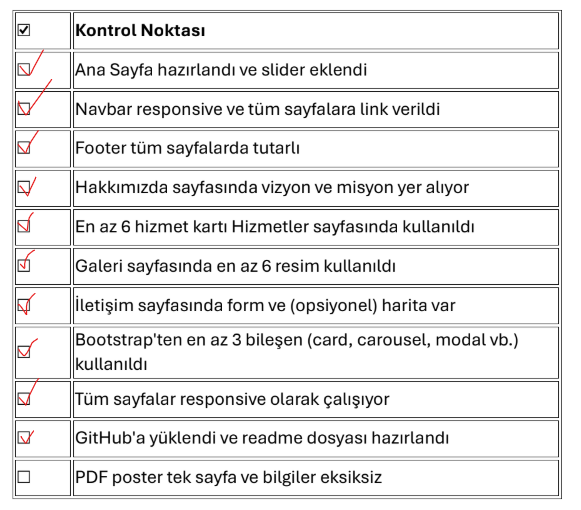 ☑ Kontrol Noktası
☐ Ana Sayfa hazırlandı ve slider eklendi
☐ Navbar responsive ve tüm sayfalara link verildi
☐ Footer tüm sayfalarda tutarlı
☐ Hakkımızda sayfasında vizyon ve misyon yer alıyor
☐ En az 6 hizmet kartı Hizmetler sayfasında kullanıldı
☐ Galeri sayfasında en az 6 resim kullanıldı
☐ İletişim sayfasında form ve (opsiyonel) harita var
☐ Bootstrap'ten en az 3 bileşen (card, carousel, modal vb.)
kullanıldı
☐ Tüm sayfalar responsive olarak çalışıyor
☐ GitHub'a yüklendi ve readme dosyası hazırlandı
☐ PDF poster tek sayfa ve bilgiler eksiksiz